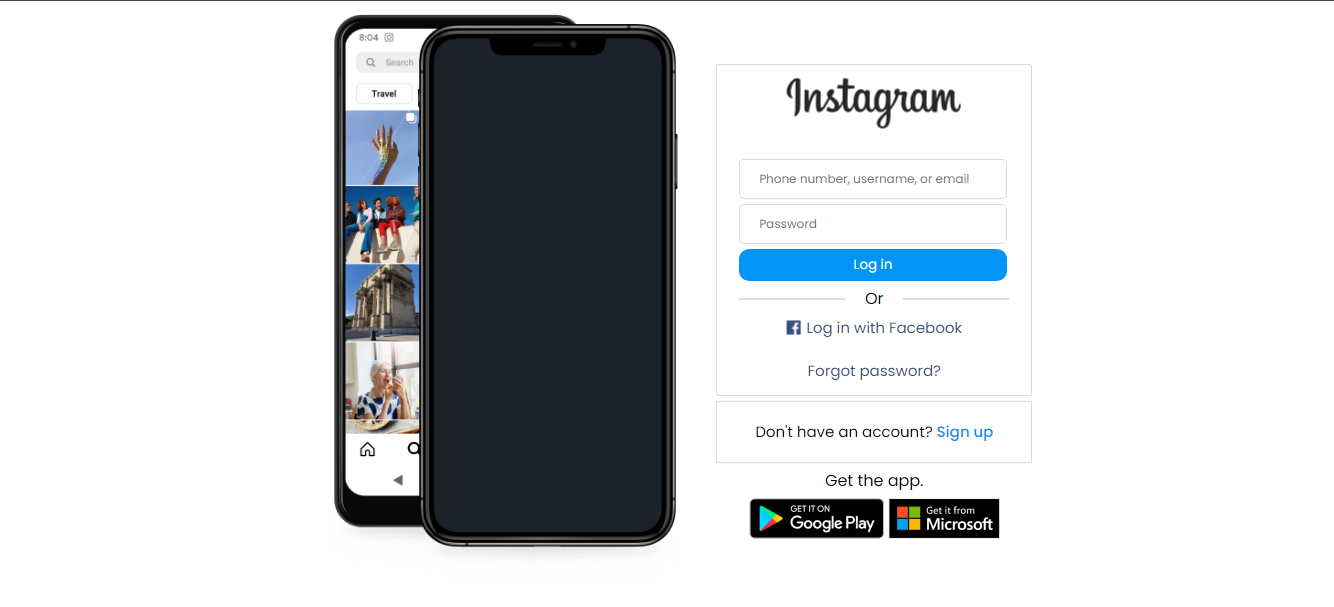 8:04
Search
Travel
Instagram
Phone number, username, or email
Password
Log in
Or
Log in with Facebook
Forgot password?
Don't have an account? Sign up
Get the app.
GET IT ON
Google Play
Get it from
Microsoft